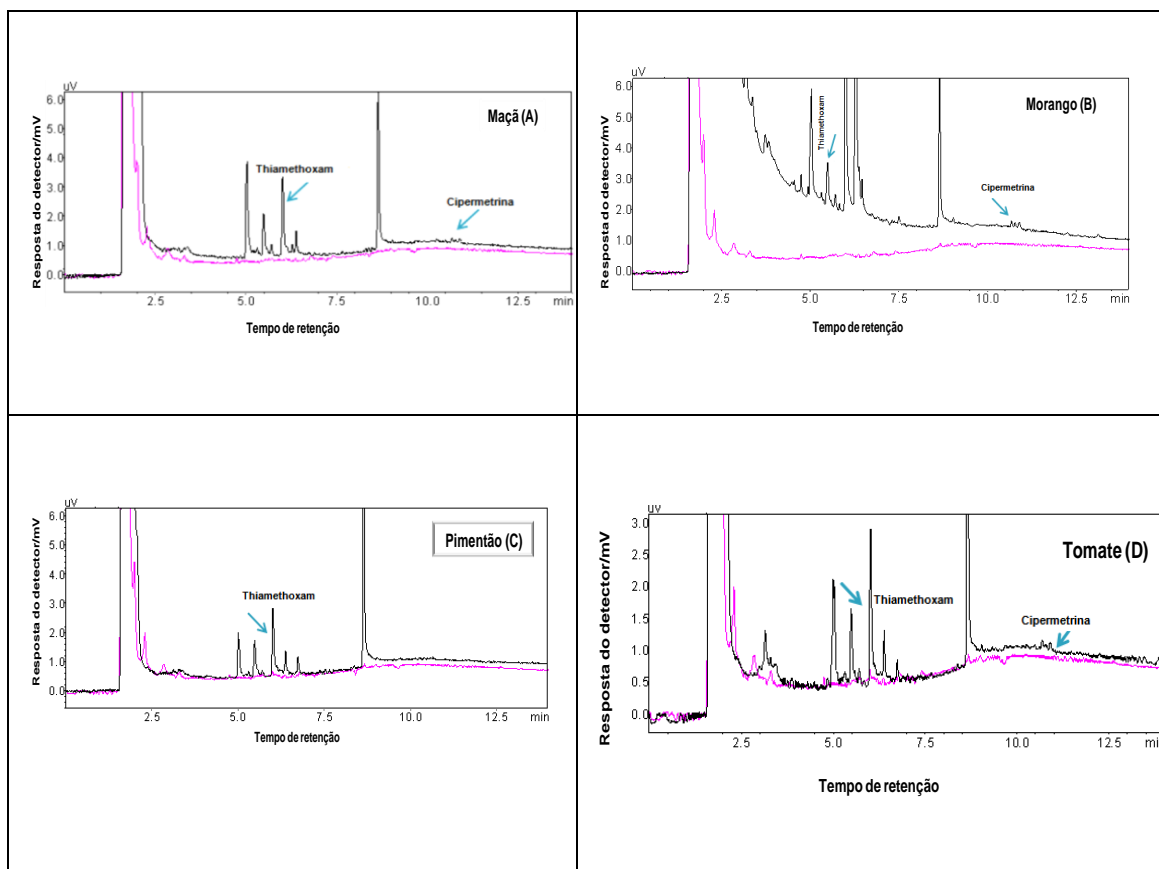 uV
Resposta do detector/mV
6.0
5.0
4.0
3.0
2.0
1.0
0.0
Maçã (A)
Thiamethoxam
Cipermetrina
2.5 5.0 7.5 10.0 12.5 min
Tempo de retenção
uV
Resposta do detector/mV
6.0
5.0
4.0
3.0
2.0
1.0
0.0
Morango (B)
Thiamethoxam
Cipermetrina
2.5 5.0 7.5 10.0 12.5 min
Tempo de retenção
uV
Resposta do detector/mV
6.0
5.0
4.0
3.0
2.0
1.0
0.0
Pimentão (C)
Thiamethoxam
2.5 5.0 7.5 10.0 min
Tempo de retenção
uV
Resposta do detector/mV
3.0
2.5
2.0
1.5
1.0
0.5
0.0
Tomate (D)
Thiamethoxam
Cipermetrina
2.5 5.0 7.5 10.0 12.5 min
Tempo de retenção